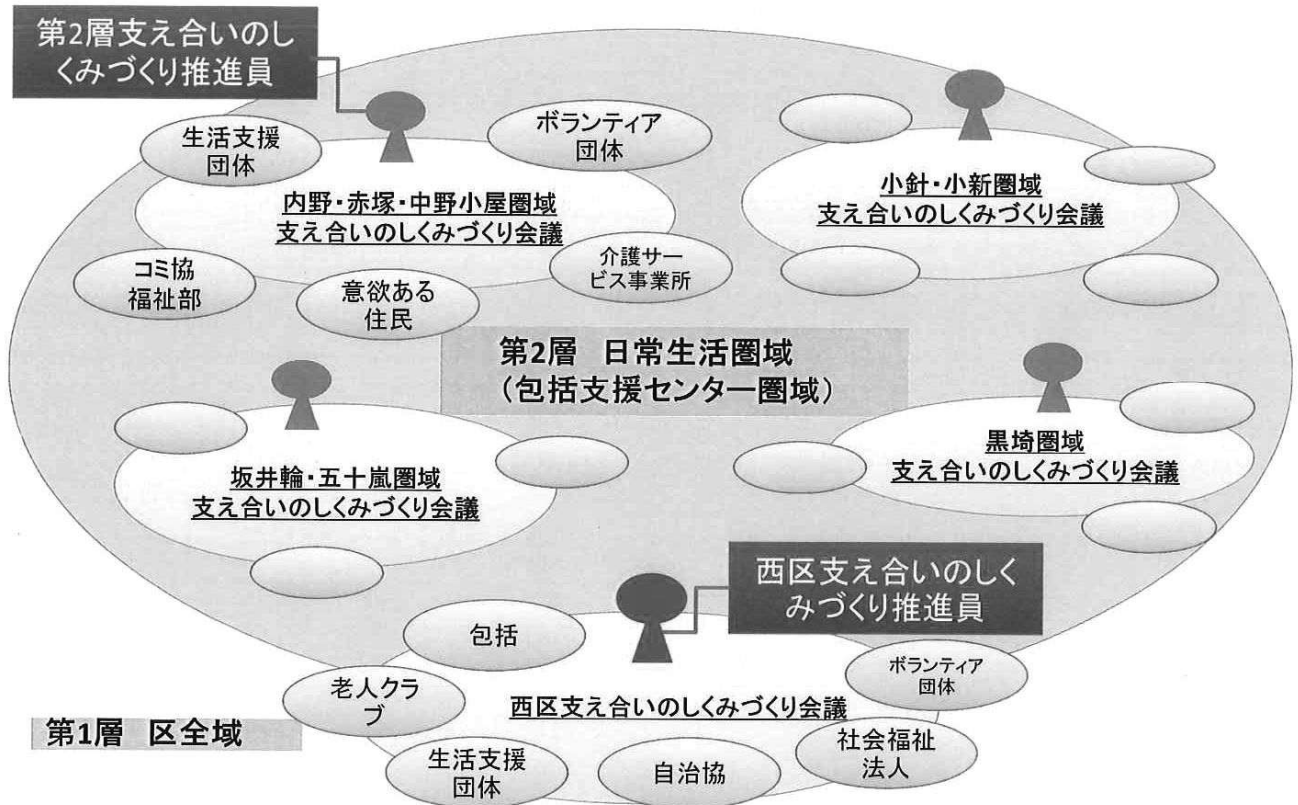 第2層支え合いのし
くみづくり推進員
生活支援
団体
ボランティア
団体
内野・赤塚・中野小屋圏域
支え合いのしくみづくり会議
コミ協
福祉部
意欲ある
住民
介護サー
ビス事業所
小針・小新圏域
支え合いのしくみづくり会議
第2層 日常生活圏域
（包括支援センター圏域）
坂井輪・五十嵐圏域
支え合いのしくみづくり会議
黒埼圏域
支え合いのしくみづくり会議
西区支え合いのしく
みづくり推進員
包括
老人クラ
ブ
西区支え合いのしくみづくり会議
ボランティア
団体
第1層 区全域
生活支援
団体
自治協
社会福祉
法人